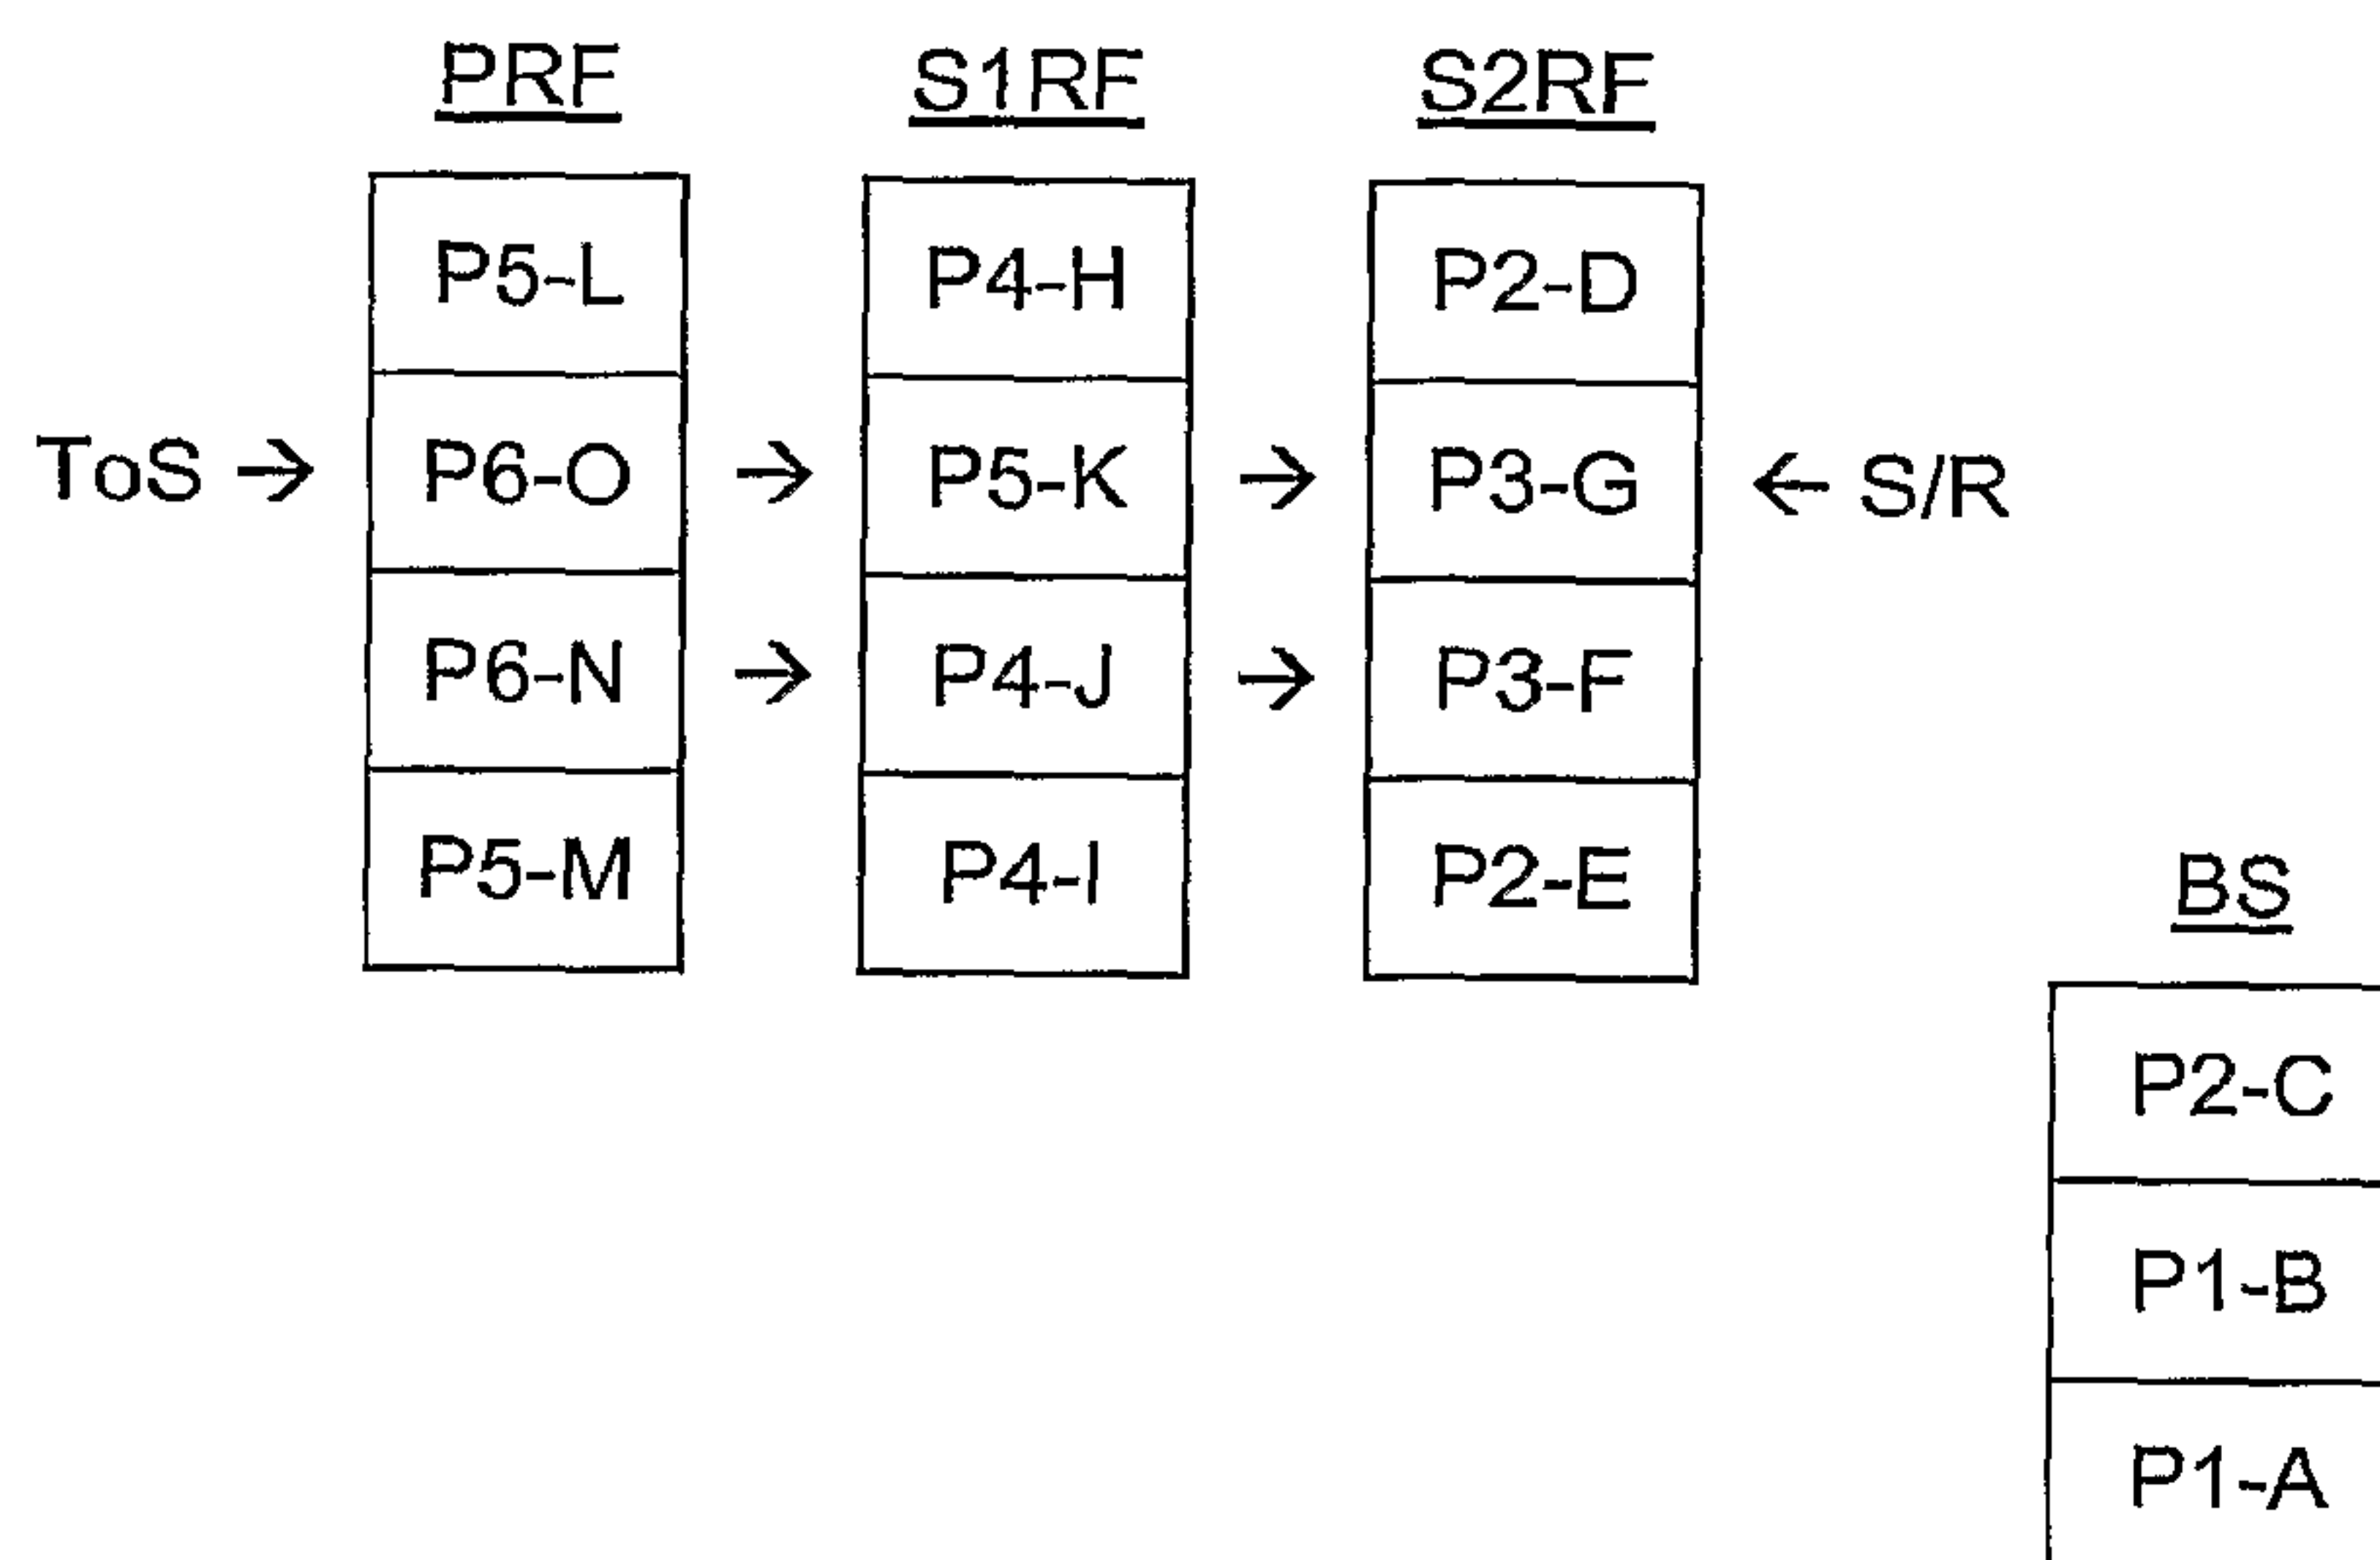 PRF S1RF S2RF
P5-L P4-H P2-D
ToS → P6-O → P5-K → P3-G ← S/R
P6-N → P4-J → P3-F
P5-M P4-I P2-E
BS
P2-C
P1-B
P1-A